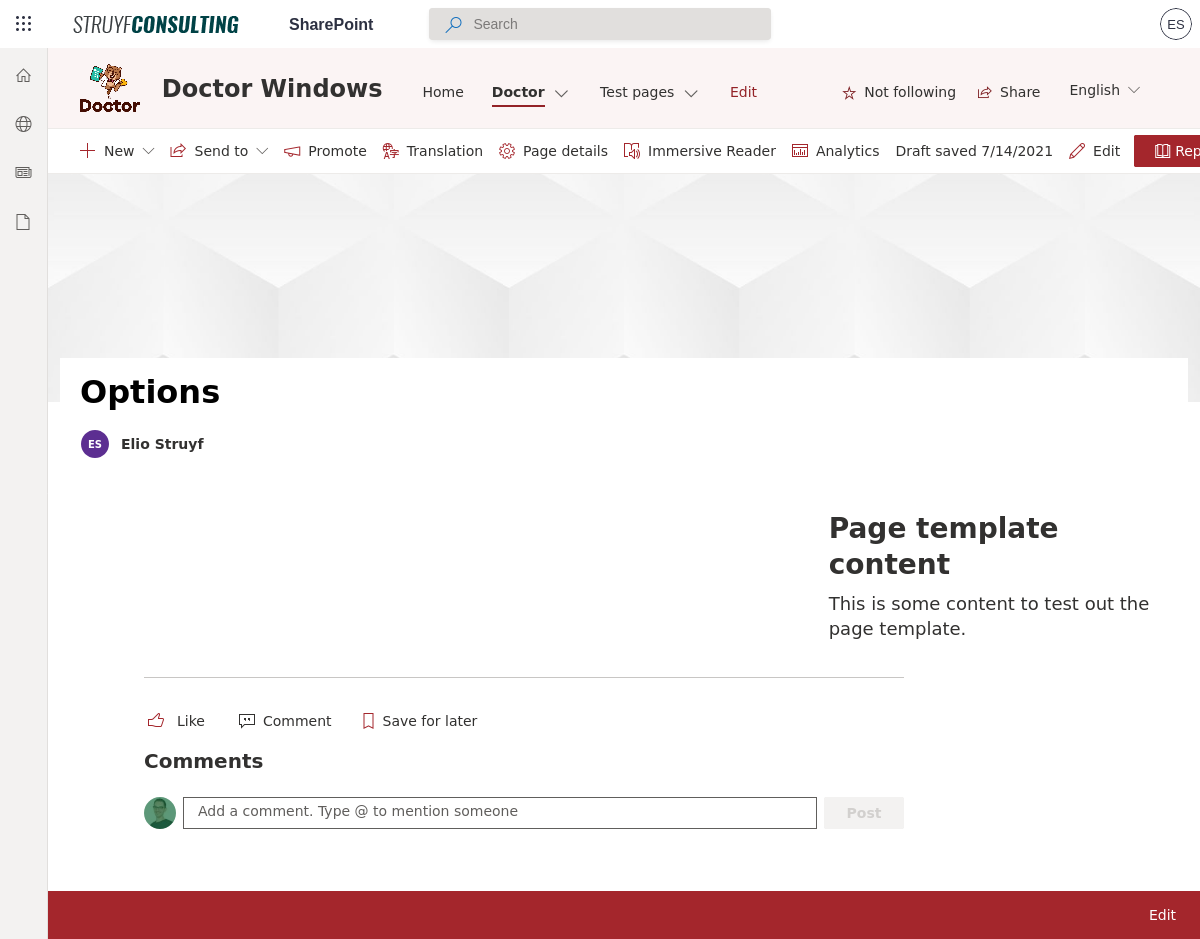 STRUYFCONSULTING SharePoint Search ES
Doctor Doctor Windows Home Doctor Test pages Edit Not following Share English
New Send to Promote Translation Page details Immersive Reader Analytics Draft saved 7/14/2021 Edit Rep
Options
ES Elio Struyf
Page template
content
This is some content to test out the
page template.
Like Comment Save for later
Comments
Add a comment. Type @ to mention someone Post
Edit